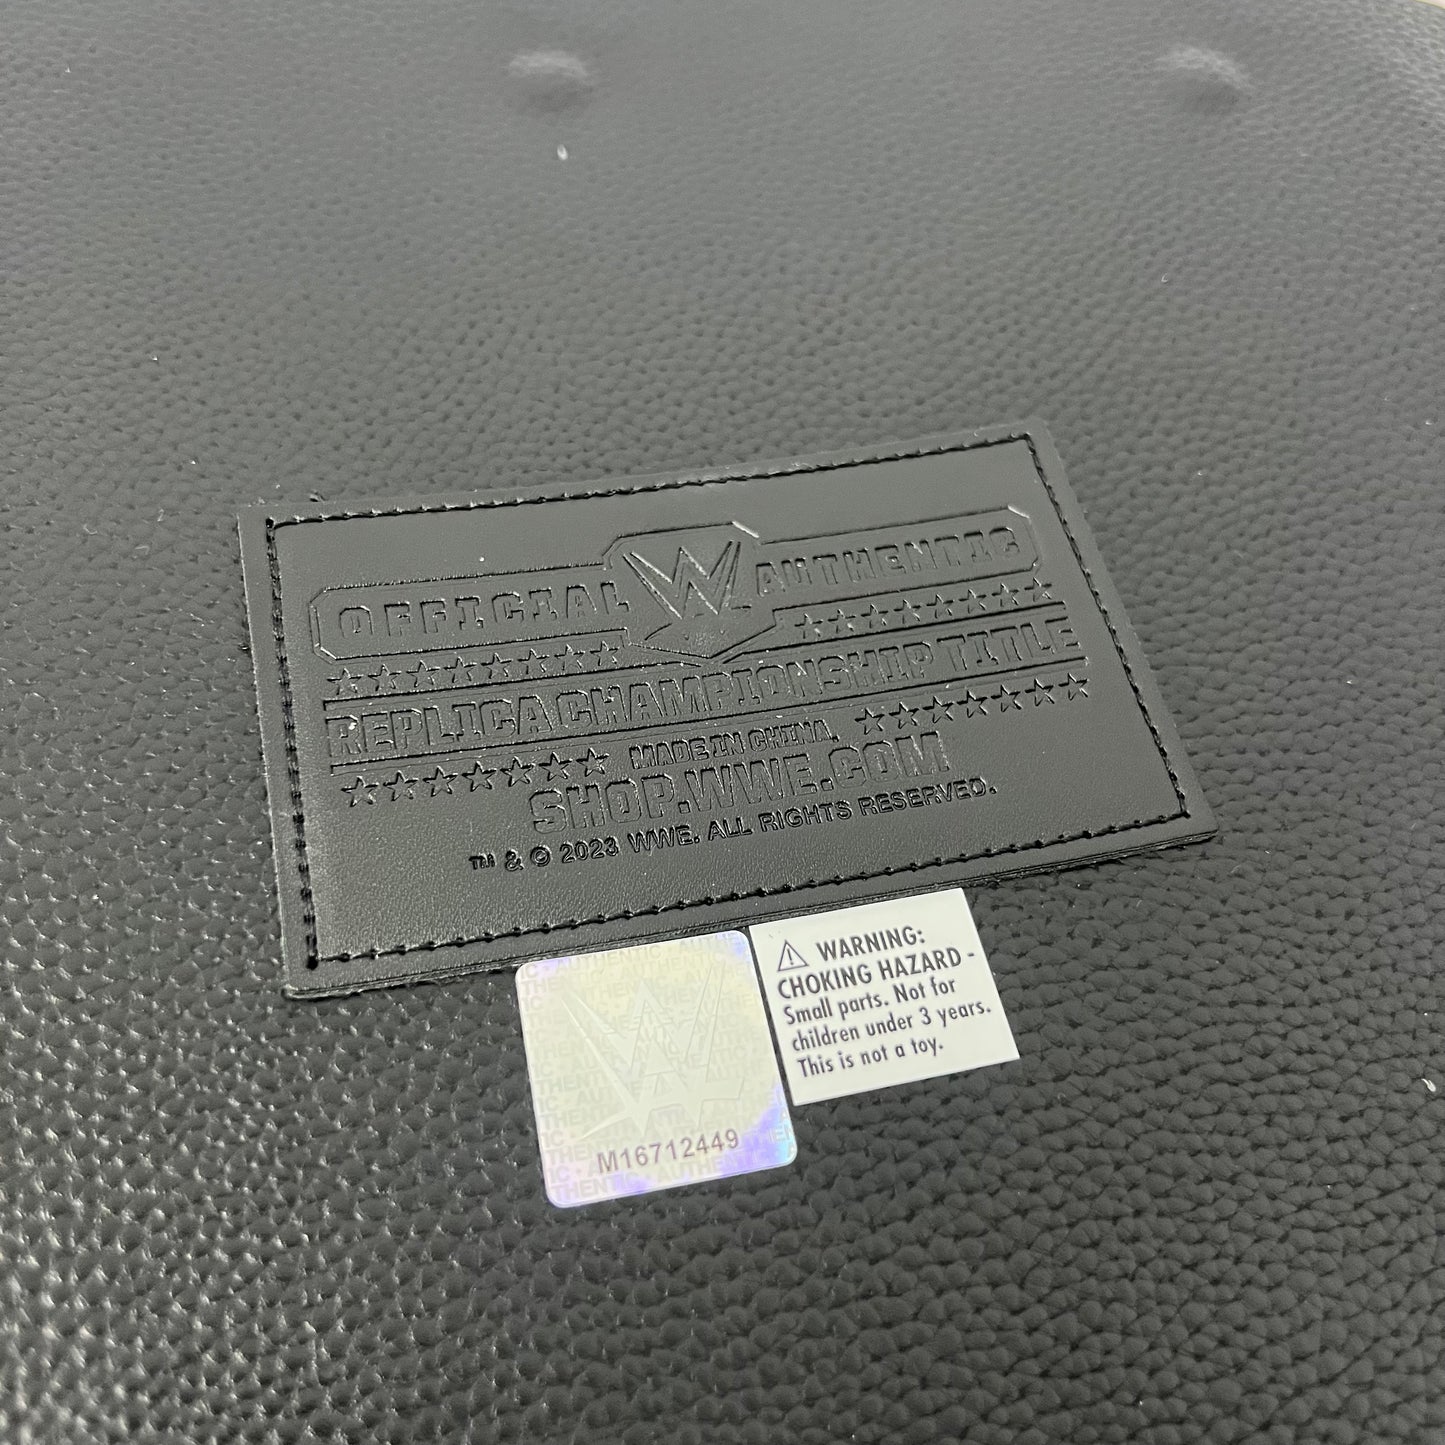 OFFICIAL W AUTHENTIC
REPLICA CHAMPIONSHIP TITLE
MADE IN CHINA.
SHOP.WWE.COM
™ & © 2023 WWE. ALL RIGHTS RESERVED.
⚠ WARNING:
CHOKING HAZARD -
Small parts. Not for
children under 3 years.
This is not a toy.
M16712449